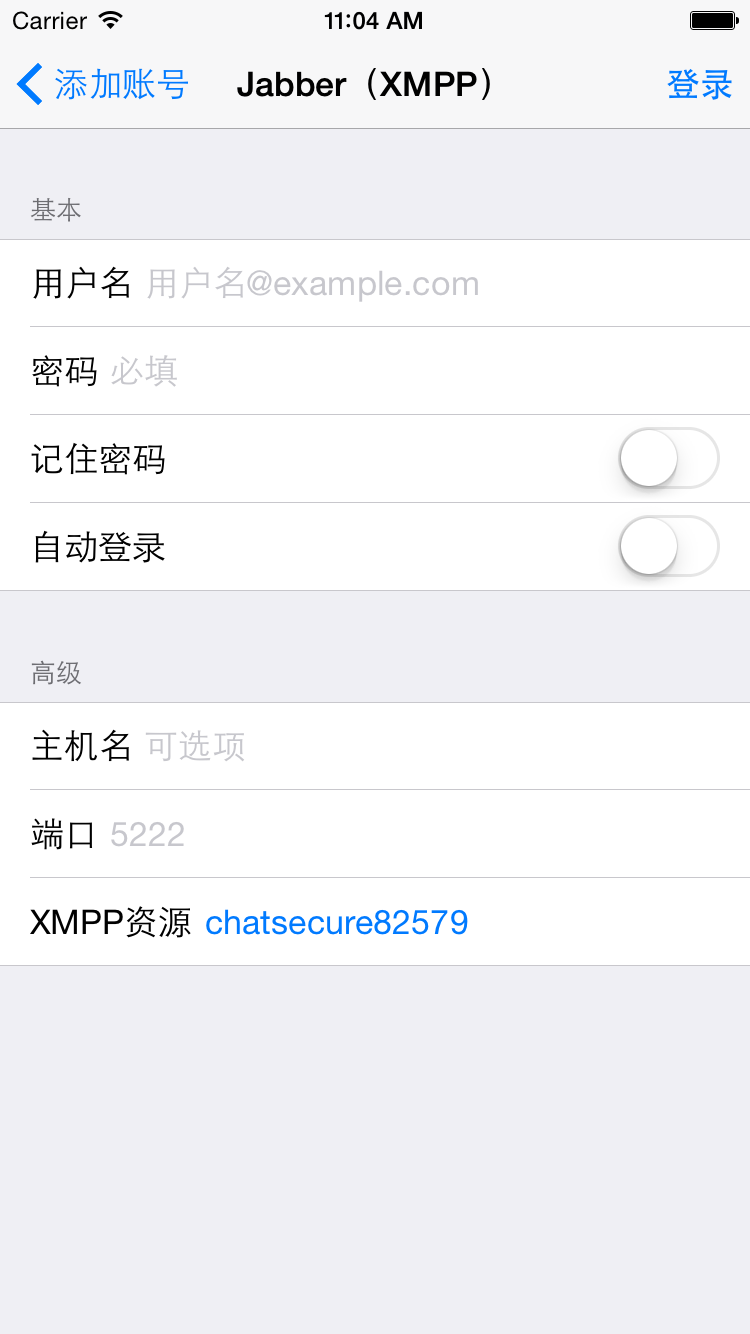 Carrier 11:04 AM
添加账号 Jabber（XMPP） 登录
基本
用户名 用户名@example.com
密码 必填
记住密码
自动登录
高级
主机名 可选项
端口 5222
XMPP资源 chatsecure82579